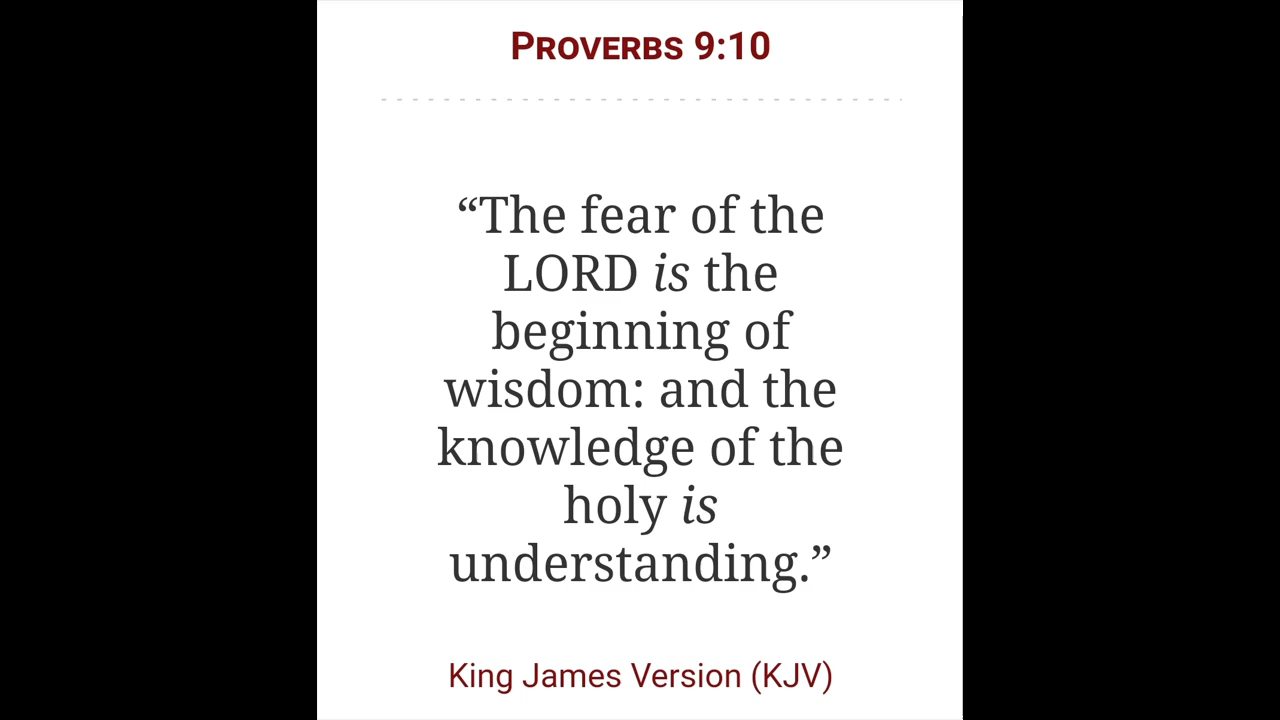 PROVERBS 9:10
“The fear of the
LORD is the
beginning of
wisdom: and the
knowledge of the
holy is
understanding.”
King James Version (KJV)